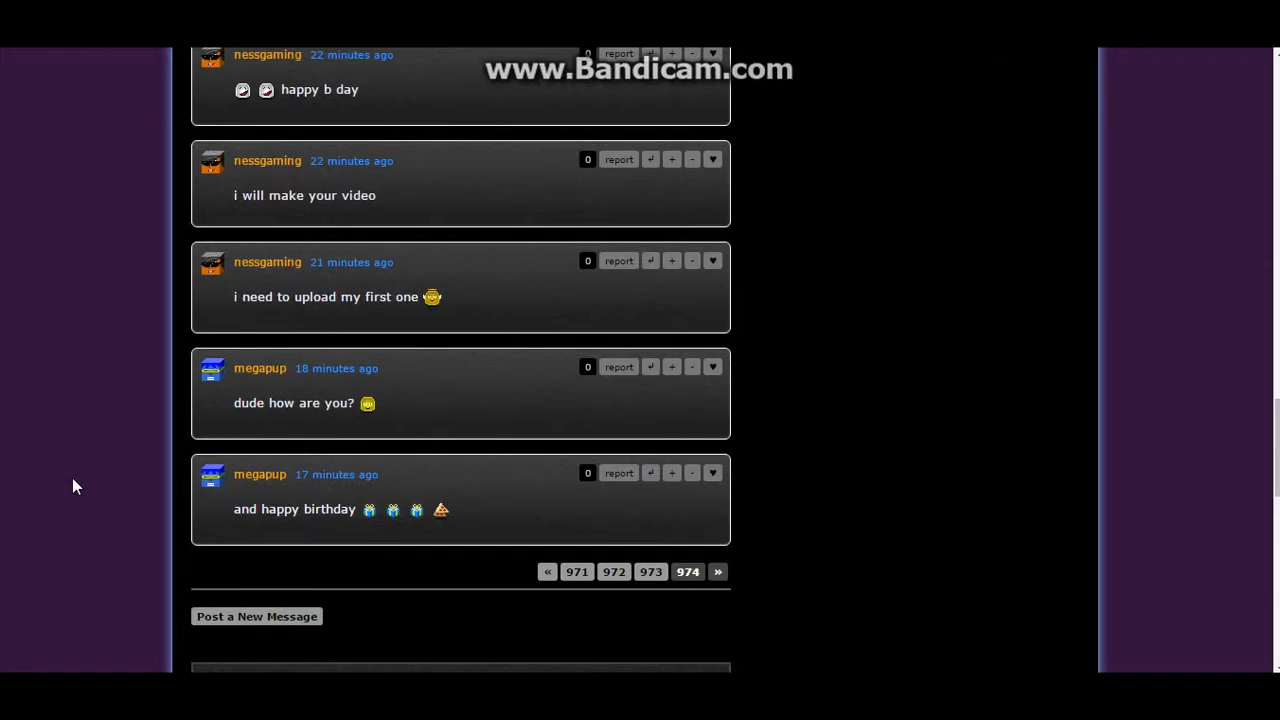 nessgaming 22 minutes ago 0 report + - ♥
www.Bandicam.com
happy b day
nessgaming 22 minutes ago 0 report ↲ + - ♥
i will make your video
nessgaming 21 minutes ago 0 report ↲ + - ♥
i need to upload my first one
megapup 18 minutes ago 0 report ↲ + - ♥
dude how are you?
megapup 17 minutes ago 0 report ↲ + - ♥
and happy birthday
« 971 972 973 974 »
Post a New Message